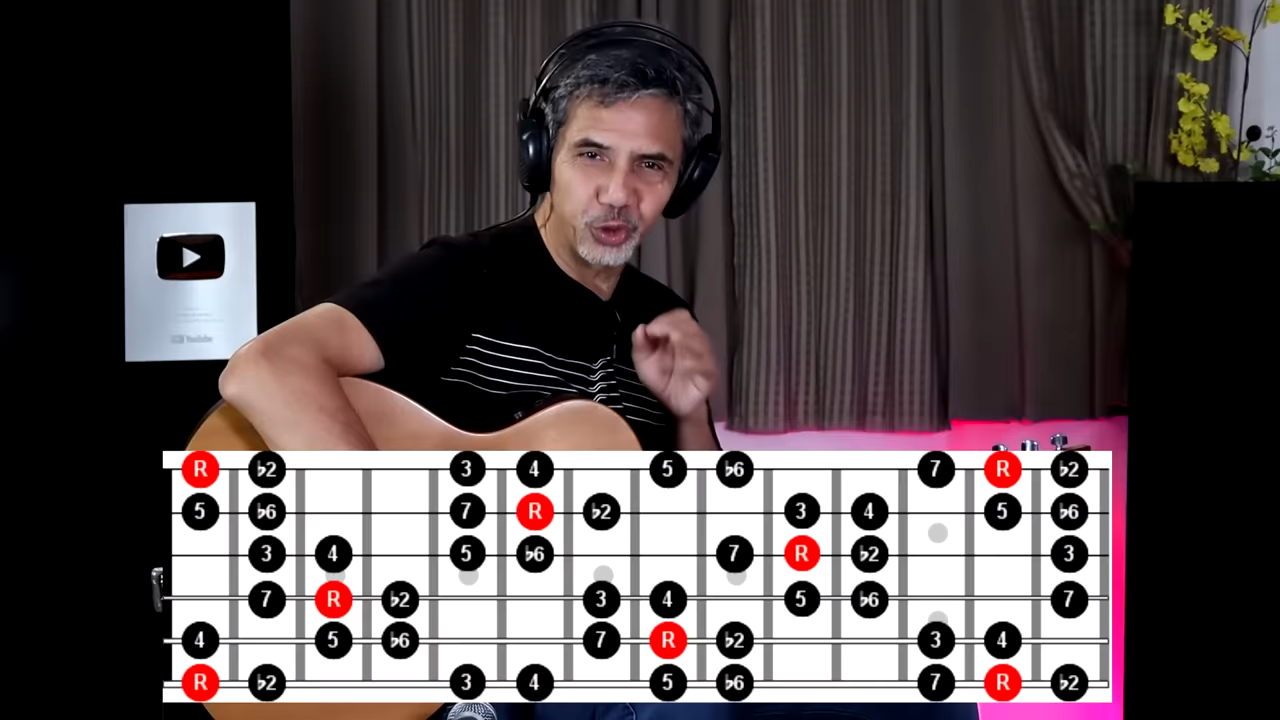 YouTube
R ♭2 3 4 5 ♭6 7 R ♭2
5 ♭6 7 R ♭2 3 4 5 ♭6
3 4 5 ♭6 7 R ♭2 3
7 R ♭2 3 4 5 ♭6 7
4 5 ♭6 7 R ♭2 3 4
R ♭2 3 4 5 ♭6 7 R ♭2